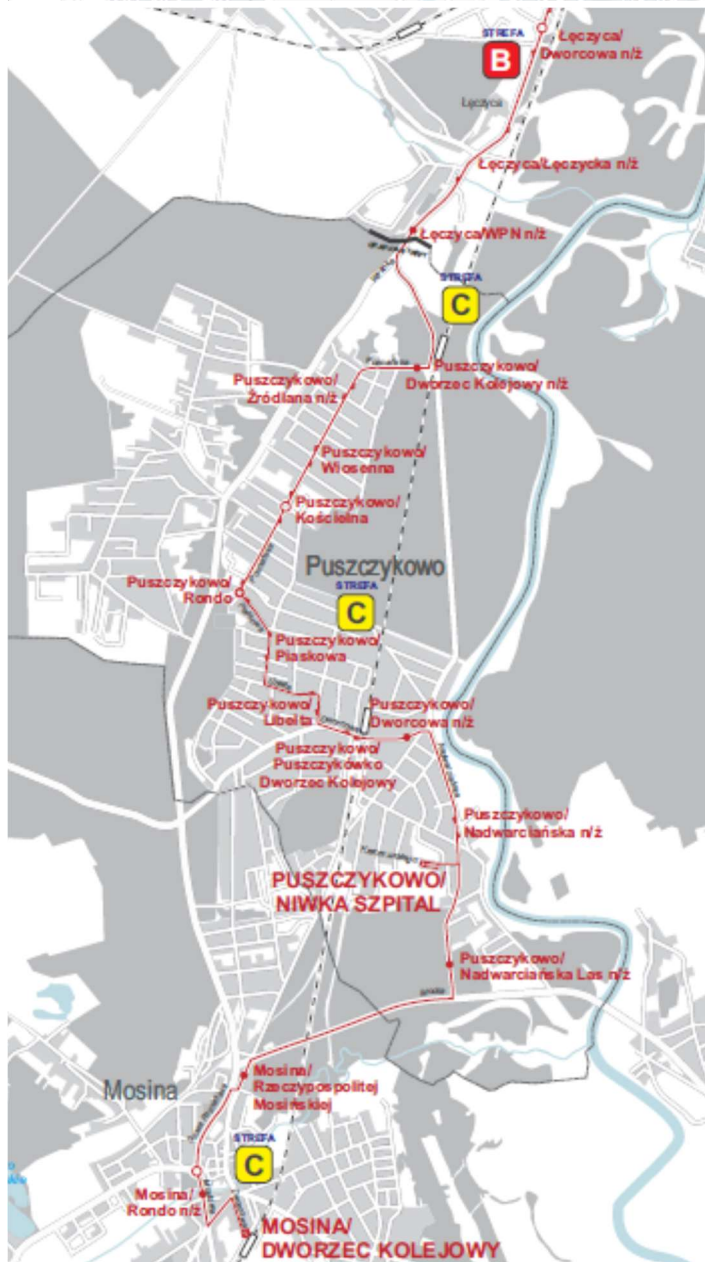 STREFA
B
Łęczyca/
Dworcowa n/ż
Łęczyca
Łęczyca/Łęczycka n/ż
Łęczyca/WPN n/ż
STREFA
C
Puszczykowo/
Dworzec Kolejowy n/ż
Puszczykowo/
Źródlana n/ż
Puszczykowo/
Wiosenna
Puszczykowo/
Kościelna
Puszczykowo
STREFA
C
Puszczykowo/
Rondo
Puszczykowo/
Piaskowa
Puszczykowo/
Libelta
Puszczykowo/
Dworcowa n/ż
Puszczykowo/
Puszczykówko
Dworzec Kolejowy
Puszczykowo/
Nadwarciańska n/ż
PUSZCZYKOWO/
NIWKA SZPITAL
Puszczykowo/
Nadwarciańska Las n/ż
Mosina/
Rzeczypospolitej
Mosińskiej
Mosina
STREFA
C
Mosina/
Rondo n/ż
MOSINA/
DWORZEC KOLEJOWY